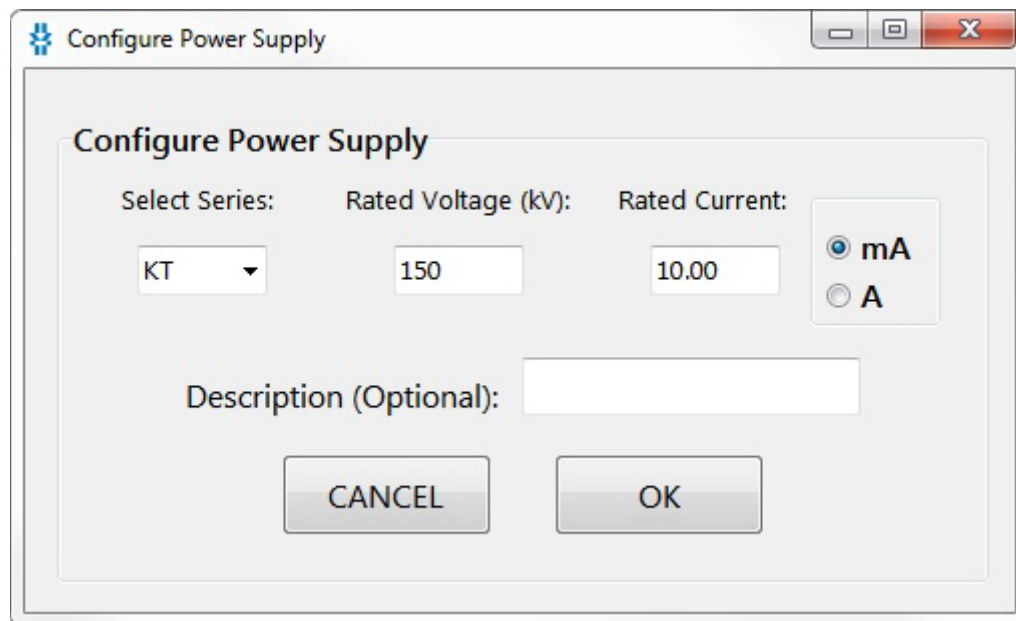 Configure Power Supply
Configure Power Supply
Select Series: Rated Voltage (kV): Rated Current:
KT 150 10.00 mA
A
Description (Optional):
CANCEL OK